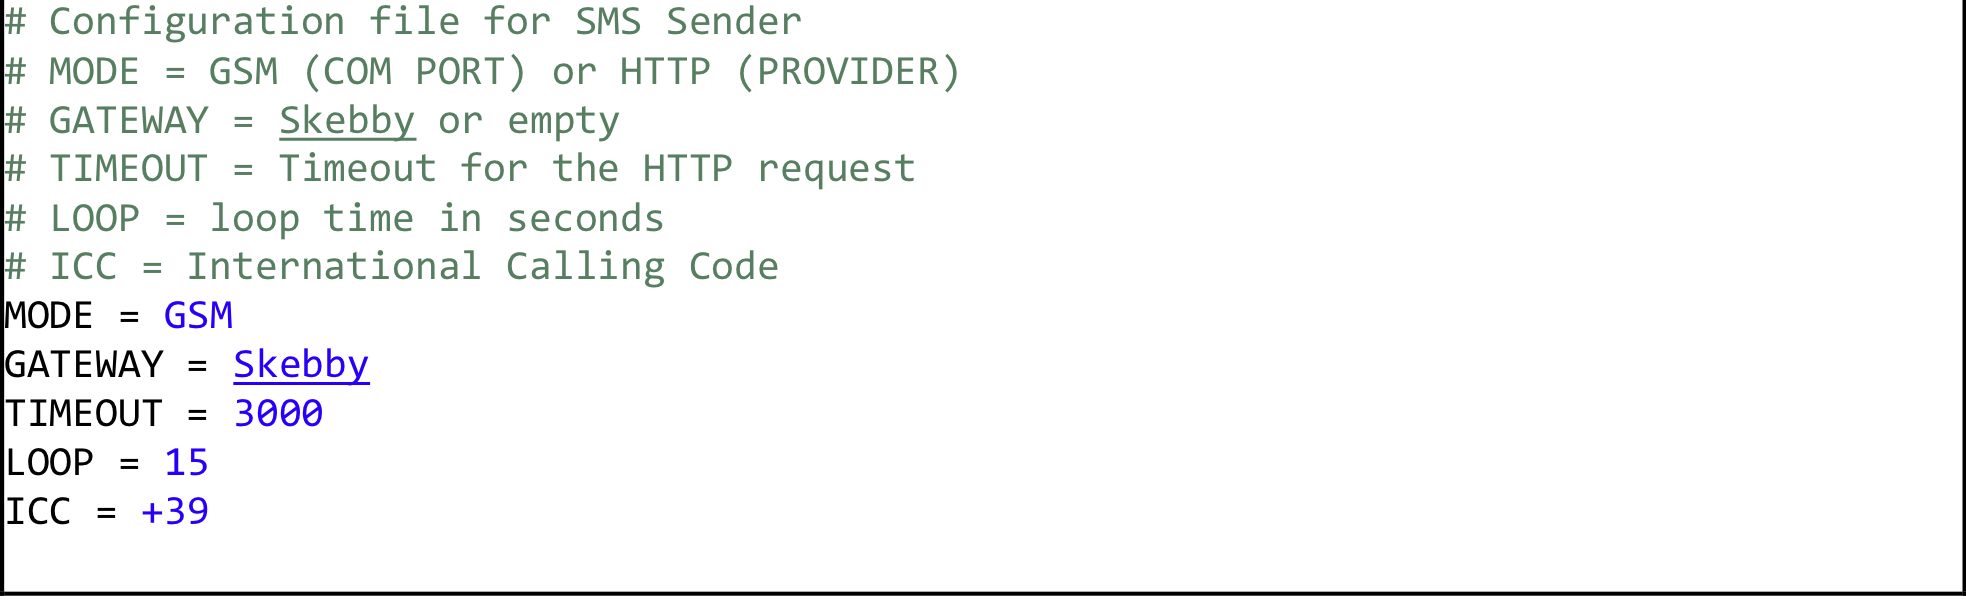 # Configuration file for SMS Sender
# MODE = GSM (COM PORT) or HTTP (PROVIDER)
# GATEWAY = Skebby or empty
# TIMEOUT = Timeout for the HTTP request
# LOOP = loop time in seconds
# ICC = International Calling Code
MODE = GSM
GATEWAY = Skebby
TIMEOUT = 3000
LOOP = 15
ICC = +39